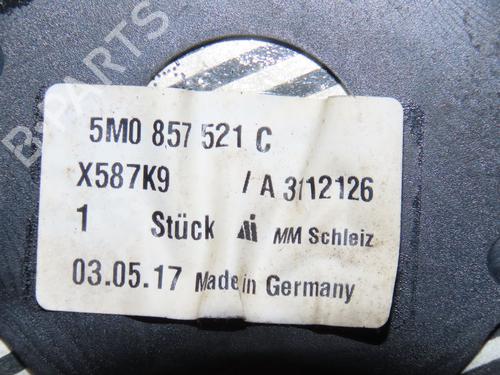 5M0 857 521 C
X587K9 / A 3112126
1 Stück MM Schleiz
03.05.17 Made in Germany
B-PARTS